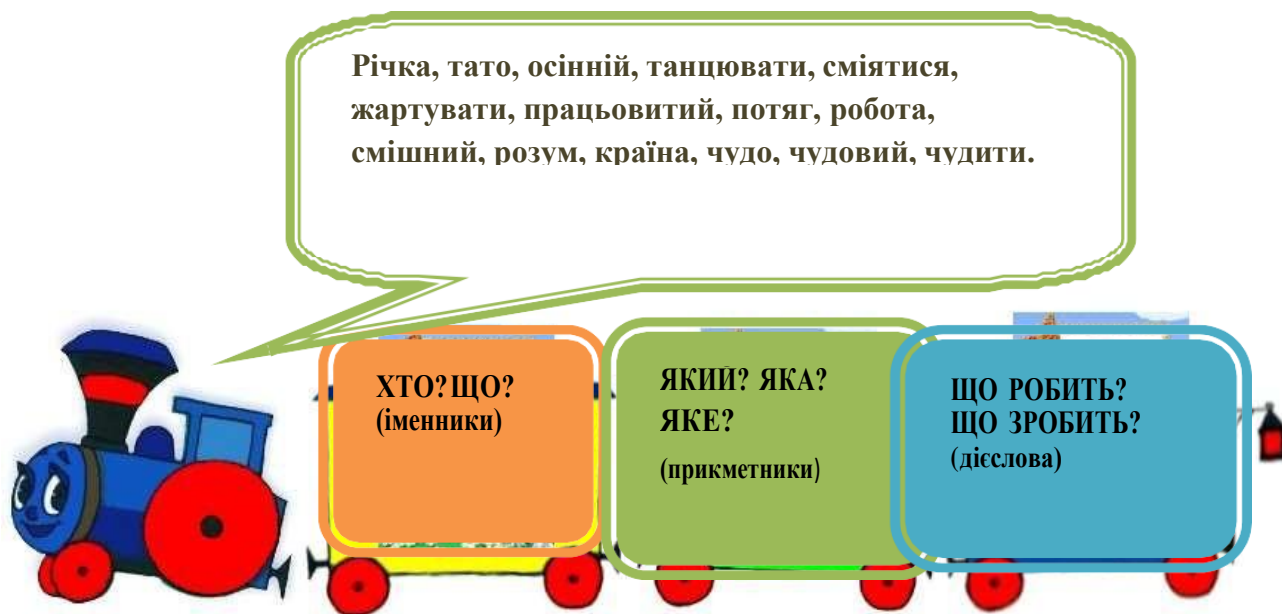 Річка, тато, осінній, танцювати, сміятися,
жартувати, працьовитий, потяг, робота,
смішний, розум, країна, чудо, чудовий, чудити.
ХТО? ЩО?
(іменники)
ЯКИЙ? ЯКА?
ЯКЕ?
(прикметники)
ЩО РОБИТЬ?
ЩО ЗРОБИТЬ?
(дієслова)